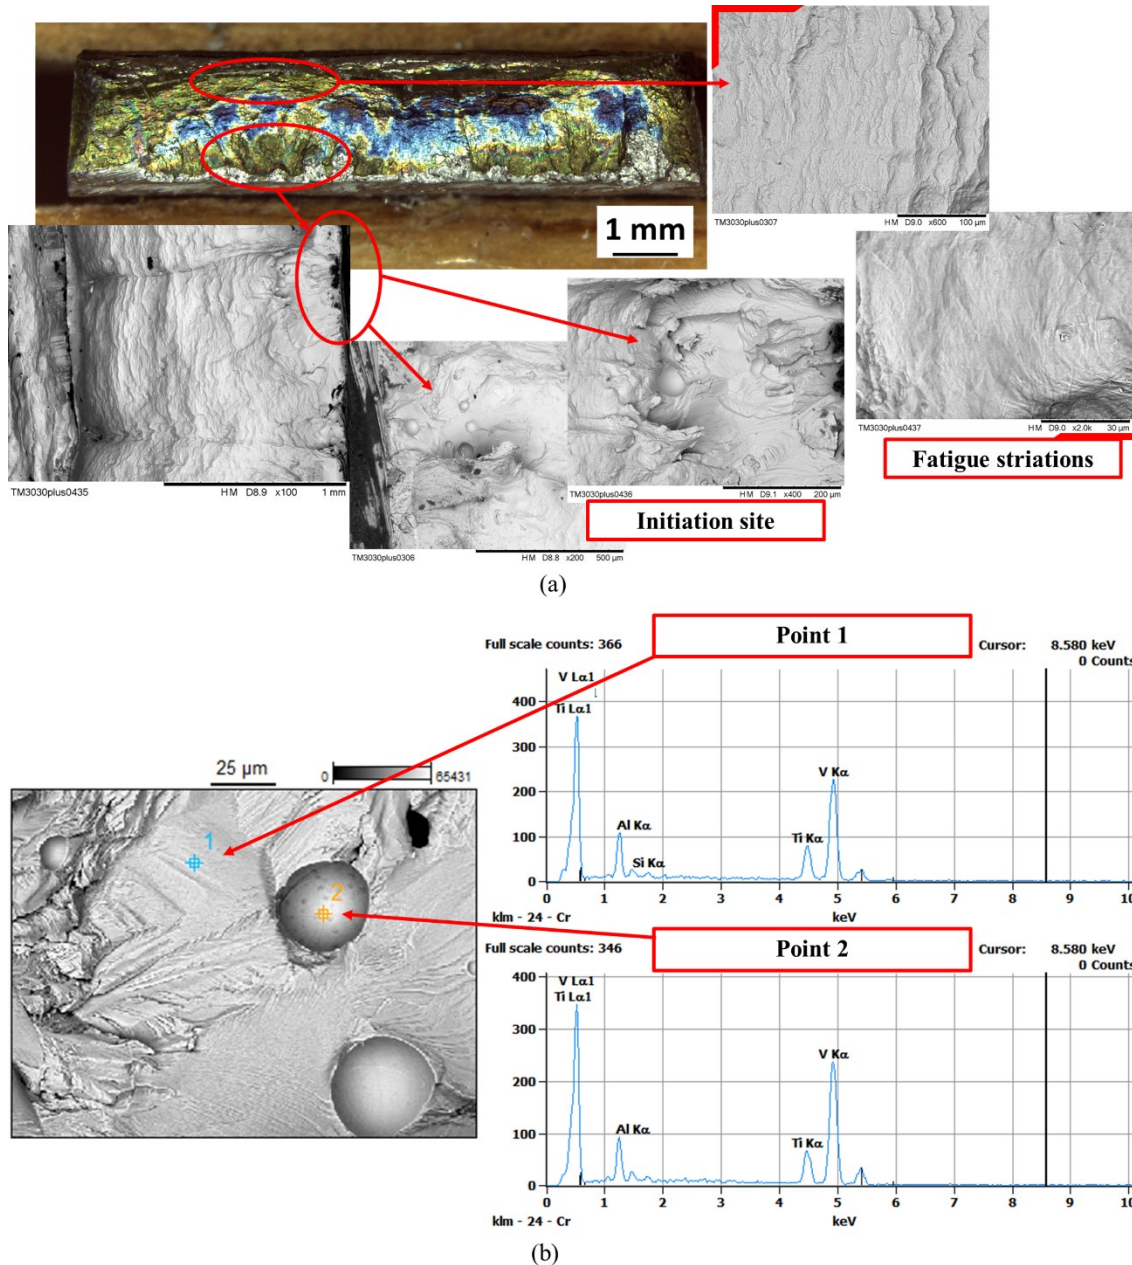 1 mm
TM3030plus0307 HM D9.0 x600 100 µm
TM3030plus0435 HM D8.9 x100 1 mm
TM3030plus0306 HM D8.8 x200 500 µm
TM3030plus0436 HM D9.1 x400 200 µm
TM3030plus0437 HM D9.0 x2.0k 30 µm
Fatigue striations
Initiation site
(a)
Point 1
Full scale counts: 366
Cursor: 8.580 keV
0 Counts
V Lα1
Ti Lα1
400
300
200
100
0
Al Kα
Si Kα
Ti Kα
V Kα
0 1 2 3 4 5 6 7 8 9 10
klm - 24 - Cr
keV
25 µm
0 65431
1
2
Point 2
Full scale counts: 346
Cursor: 8.580 keV
0 Counts
V Lα1
Ti Lα1
400
300
200
100
0
Al Kα
Ti Kα
V Kα
0 1 2 3 4 5 6 7 8 9 10
klm - 24 - Cr
keV
(b)